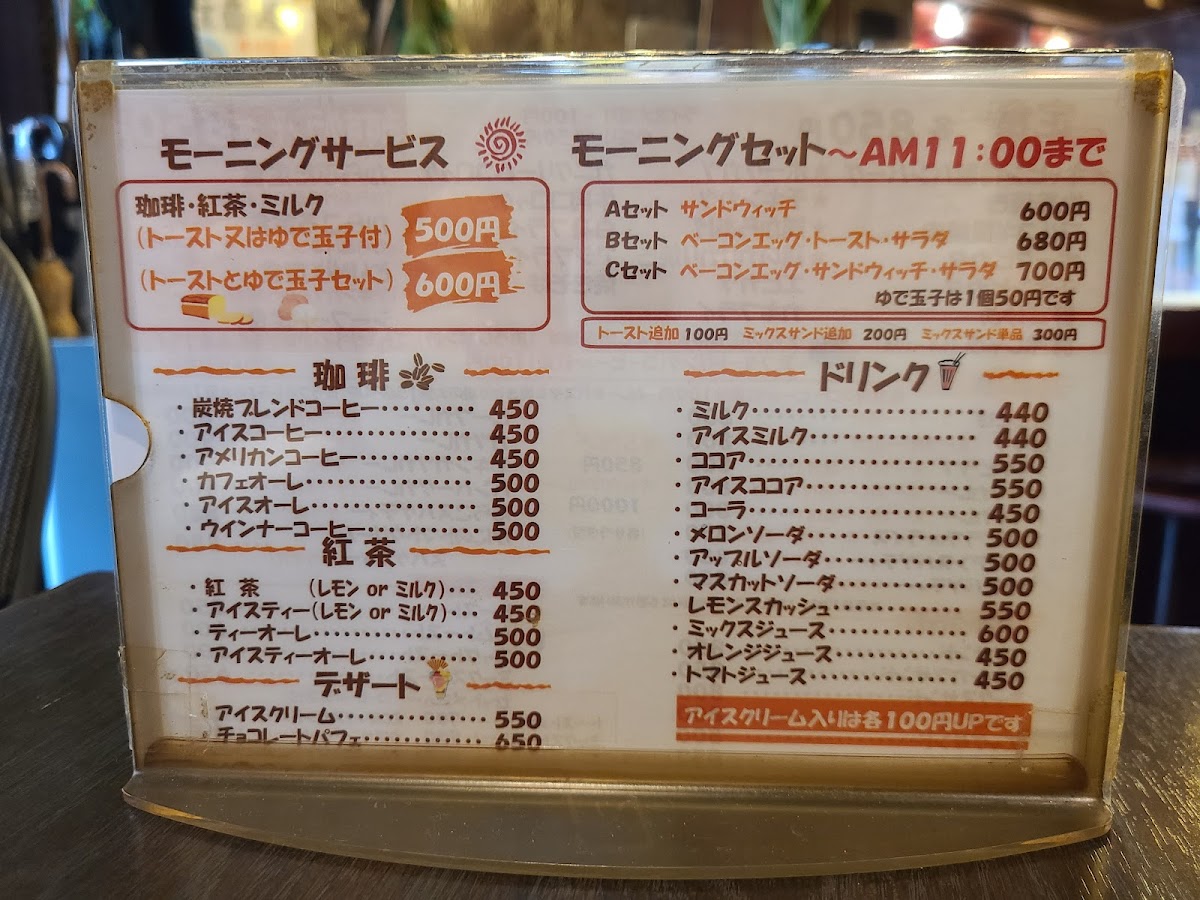 モーニングサービス
珈琲・紅茶・ミルク
(トースト又はゆで玉子付) 500円
(トーストとゆで玉子セット) 600円
モーニングセット～AM11:00まで
Aセット サンドウィッチ 600円
Bセット ベーコンエッグ・トースト・サラダ 680円
Cセット ベーコンエッグ・サンドウィッチ・サラダ 700円
ゆで玉子は1個50円です
トースト追加 100円 ミックスサンド追加 200円 ミックスサンド単品 300円
珈琲
・炭焼ブレンドコーヒー………… 450
・アイスコーヒー………… 450
・アメリカンコーヒー………… 450
・カフェオーレ………… 500
・アイスオーレ………… 500
・ウインナーコーヒー………… 500
紅茶
・紅 茶 (レモン or ミルク)… 450
・アイスティー(レモン or ミルク)… 450
・ティーオーレ………… 500
・アイスティーオーレ………… 500
デザート
アイスクリーム………… 550
・チョコレートパフェ………… 650
ドリンク
・ミルク………… 440
・アイスミルク………… 440
・ココア………… 550
・アイスココア………… 550
・コーラ………… 450
・メロンソーダ………… 500
・アップルソーダ………… 500
・マスカットソーダ………… 500
・レモンスカッシュ………… 550
・ミックスジュース………… 600
・オレンジジュース………… 450
・トマトジュース………… 450
アイスクリーム入りは各100円UPです